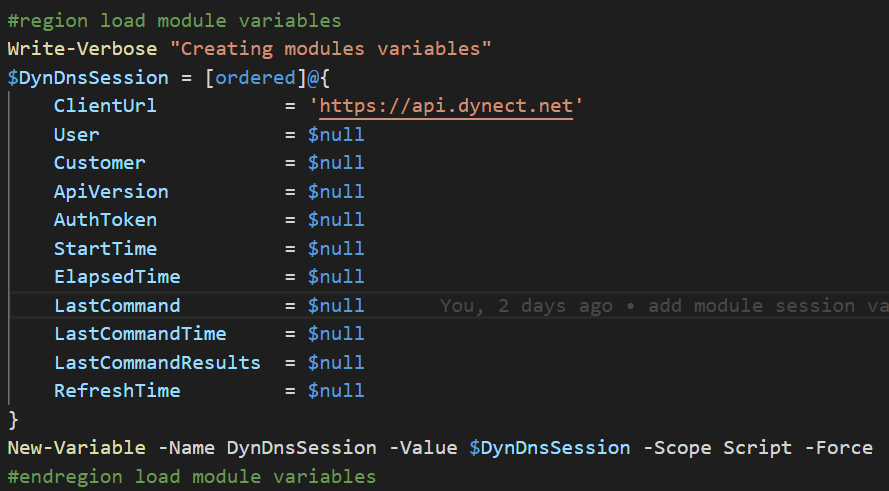 #region load module variables
Write-Verbose "Creating modules variables"
$DynDnsSession = [ordered]@{
    ClientUrl           = 'https://api.dynect.net'
    User                = $null
    Customer            = $null
    ApiVersion          = $null
    AuthToken           = $null
    StartTime           = $null
    ElapsedTime         = $null
    LastCommand         = $null    You, 2 days ago • add module session va
    LastCommandTime     = $null
    LastCommandResults  = $null
    RefreshTime         = $null
}
New-Variable -Name DynDnsSession -Value $DynDnsSession -Scope Script -Force
#endregion load module variables